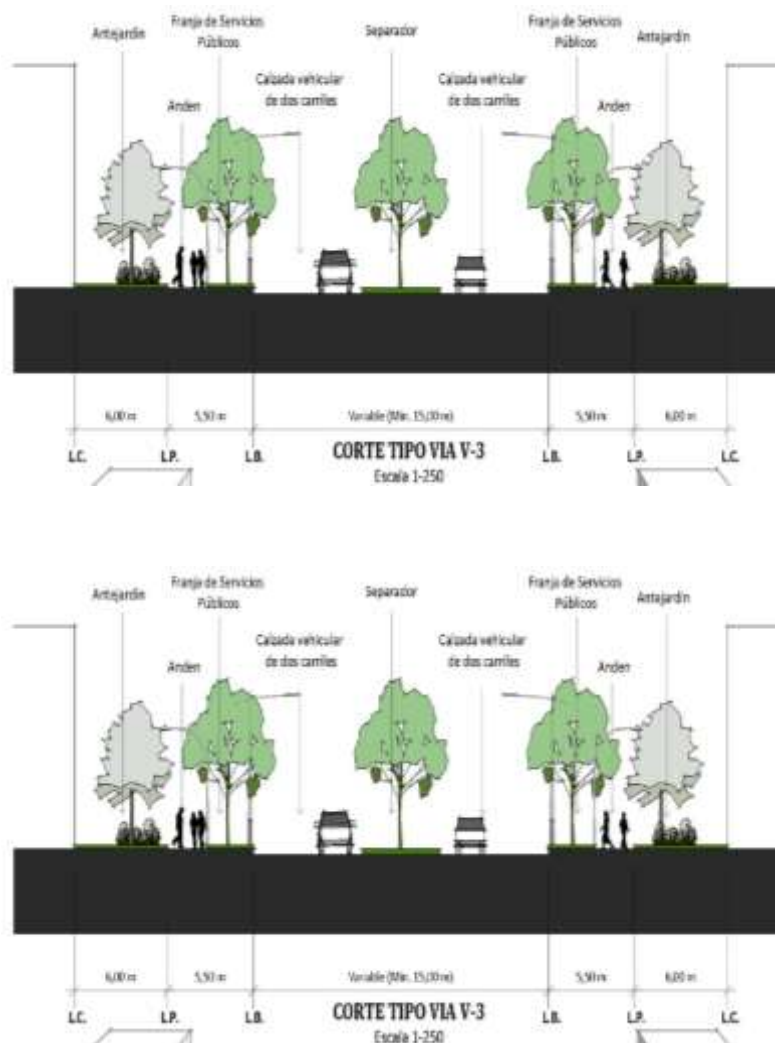 Antejardín
Franja de Servicios
Públicos
Separador
Franja de Servicios
Públicos
Antejardín
Calzada vehicular
de dos carriles
Calzada vehicular
de dos carriles
Anden
Anden
6,00 m
5,50 m
Variable (Min. 15,00 m)
5,50 m
6,00 m
L.C.
L.P.
L.B.
CORTE TIPO VIA V-3
L.B.
L.P.
L.C.
Escala 1-250
Antejardín
Franja de Servicios
Públicos
Separador
Franja de Servicios
Públicos
Antejardín
Calzada vehicular
de dos carriles
Calzada vehicular
de dos carriles
Anden
Anden
6,00 m
5,50 m
Variable (Min. 15,00 m)
5,50 m
6,00 m
L.C.
L.P.
L.B.
CORTE TIPO VIA V-3
L.B.
L.P.
L.C.
Escala 1-250